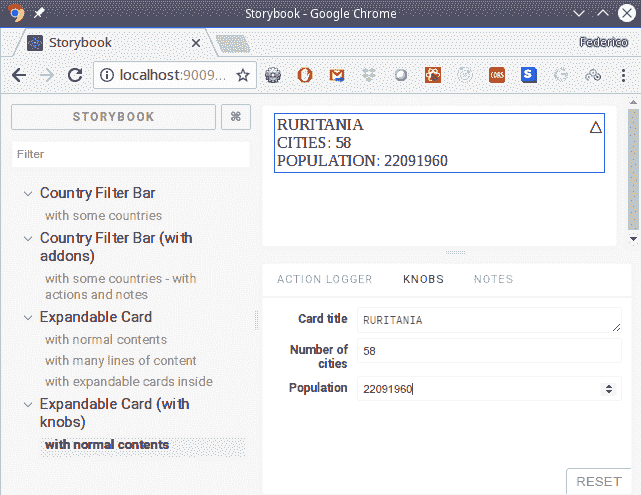 Storybook - Google Chrome
Storybook
Federico
localhost:9009...
STORYBOOK
⌘
Filter
Country Filter Bar
with some countries
Country Filter Bar (with
addons)
with some countries - with
actions and notes
Expandable Card
with normal contents
with many lines of content
with expandable cards inside
Expandable Card (with
knobs)
with normal contents
RURITANIA
CITIES: 58
POPULATION: 22091960
ACTION LOGGER KNOBS NOTES
Card title RURITANIA
Number of
cities 58
Population 22091960
RESET